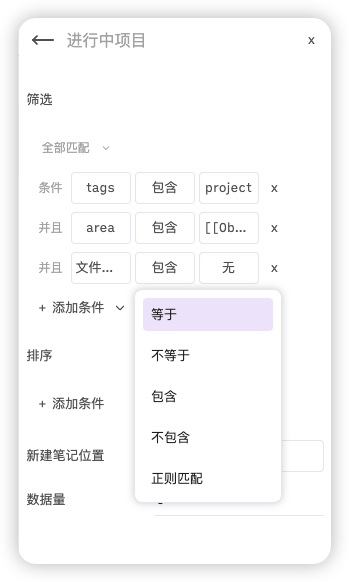 进行中项目 x
筛选
全部匹配
条件 tags 包含 project x
并且 area 包含 [[Ob... x
并且 文件... 包含 无 x
+ 添加条件
等于
不等于
排序
包含
+ 添加条件
不包含
新建笔记位置
正则匹配
数据量